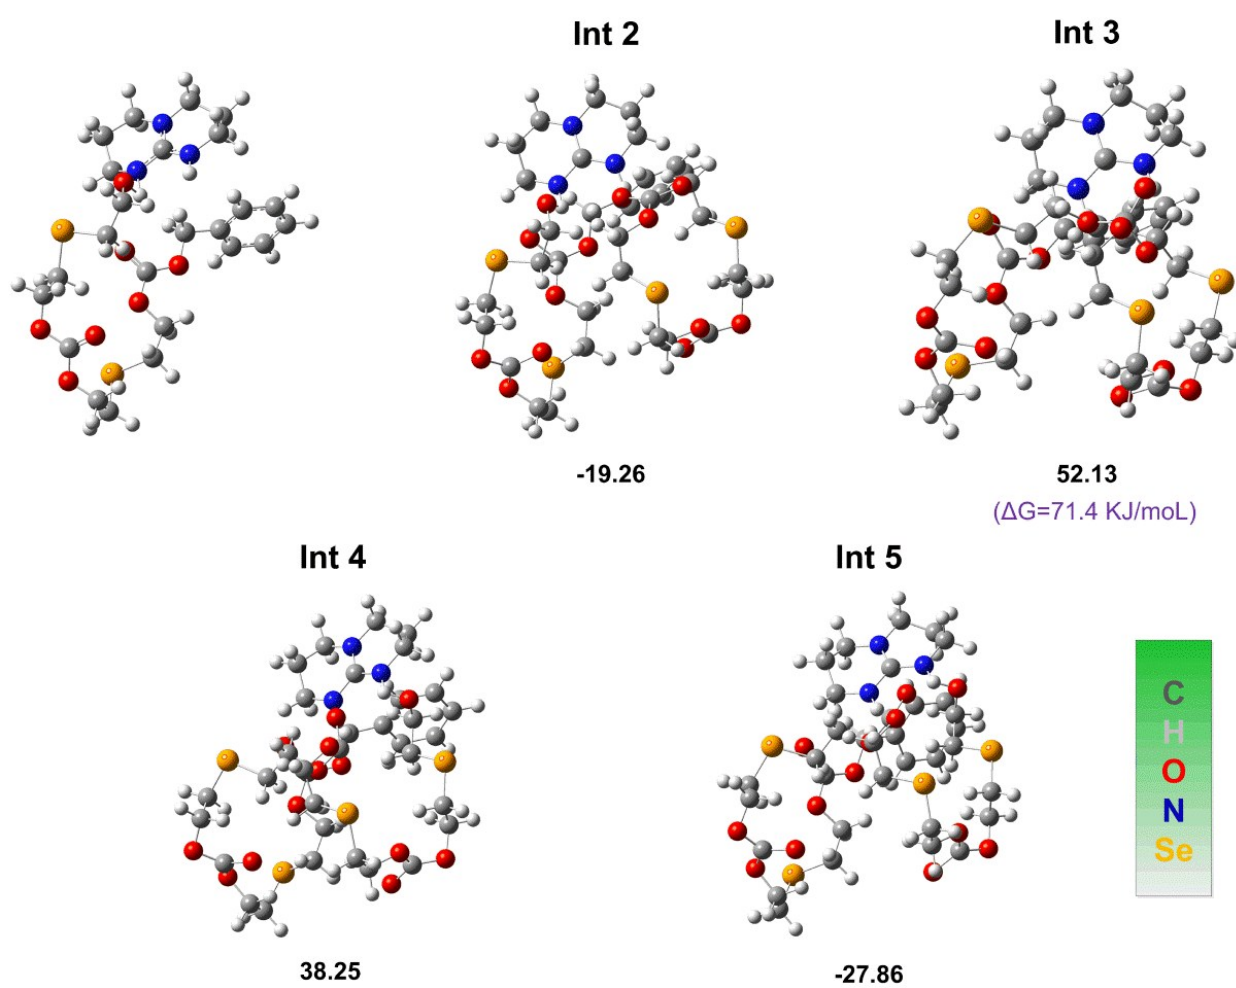 Int 2
Int 3
-19.26
52.13
(ΔG=71.4 KJ/moL)
Int 4
Int 5
C
H
O
N
Se
38.25
-27.86